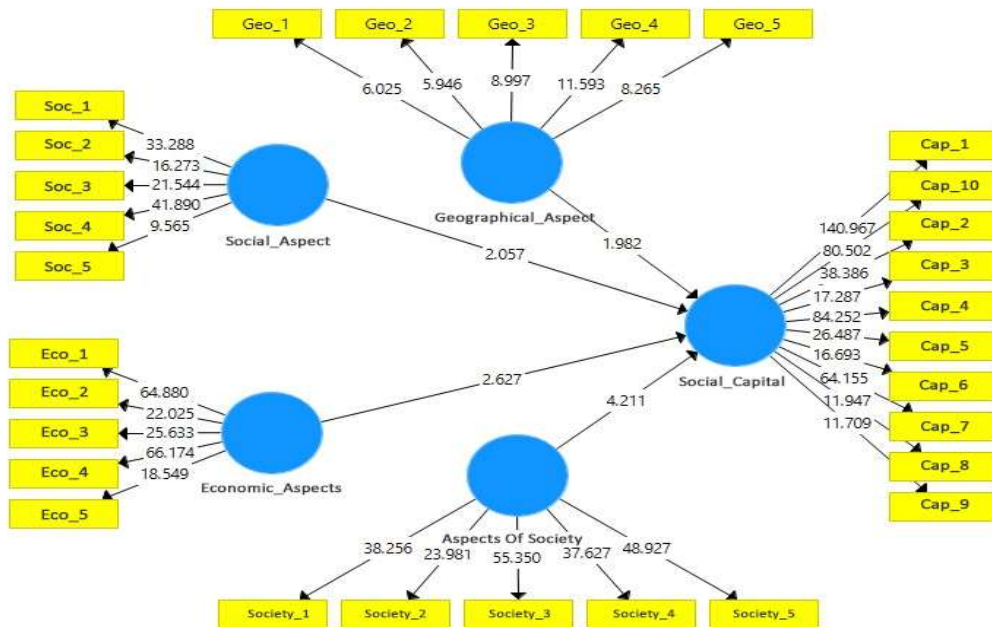 Geo_1
Geo_2
Geo_3
Geo_4
Geo_5
6.025
5.946
8.997
11.593
8.265
Soc_1
Soc_2
Soc_3
Soc_4
Soc_5
33.288
16.273
21.544
41.890
9.565
Social_Aspect
Geographical_Aspect
2.057
1.982
Cap_1
Cap_10
Cap_2
Cap_3
Cap_4
Cap_5
Cap_6
Cap_7
Cap_8
Cap_9
140.967
80.502
38.386
17.287
84.252
26.487
16.693
64.155
11.947
11.709
Social_Capital
Eco_1
Eco_2
Eco_3
Eco_4
Eco_5
64.880
22.025
25.633
66.174
18.549
Economic_Aspects
2.627
4.211
Aspects Of Society
38.256
23.981
55.350
37.627
48.927
Society_1
Society_2
Society_3
Society_4
Society_5